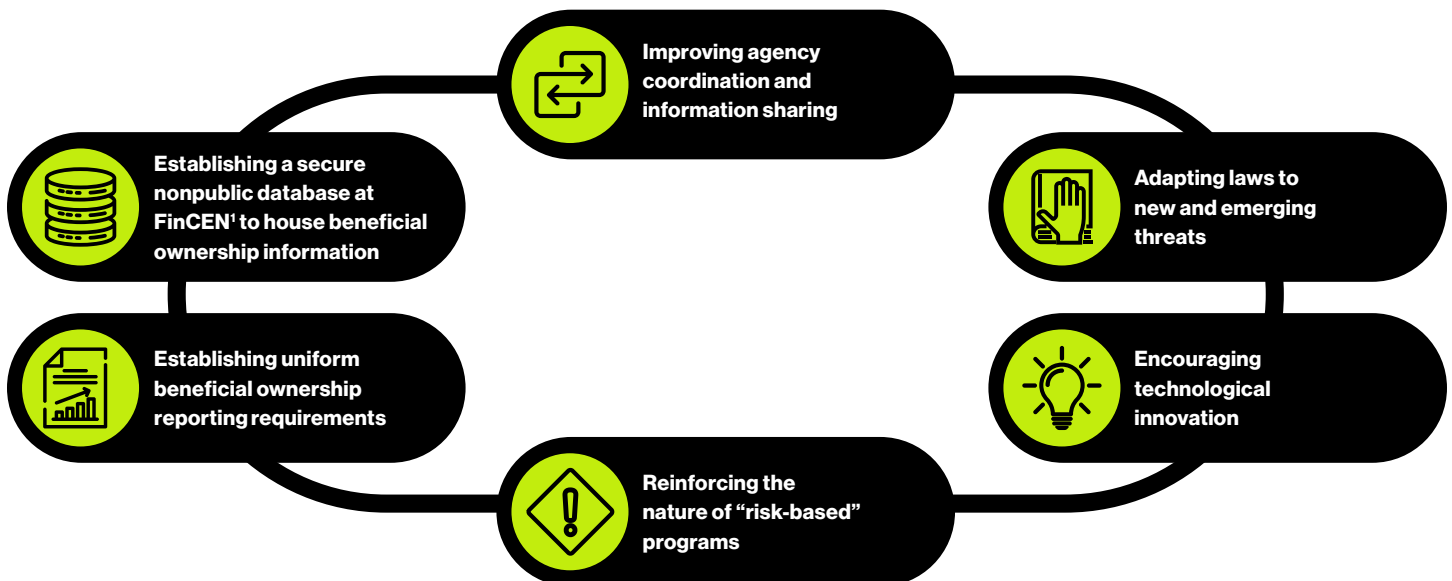 Improving agency
coordination and
information sharing
Establishing a secure
nonpublic database at
FinCEN¹ to house beneficial
ownership information
Adapting laws to
new and emerging
threats
Establishing uniform
beneficial ownership
reporting requirements
Encouraging
technological
innovation
Reinforcing the
nature of “risk-based”
programs